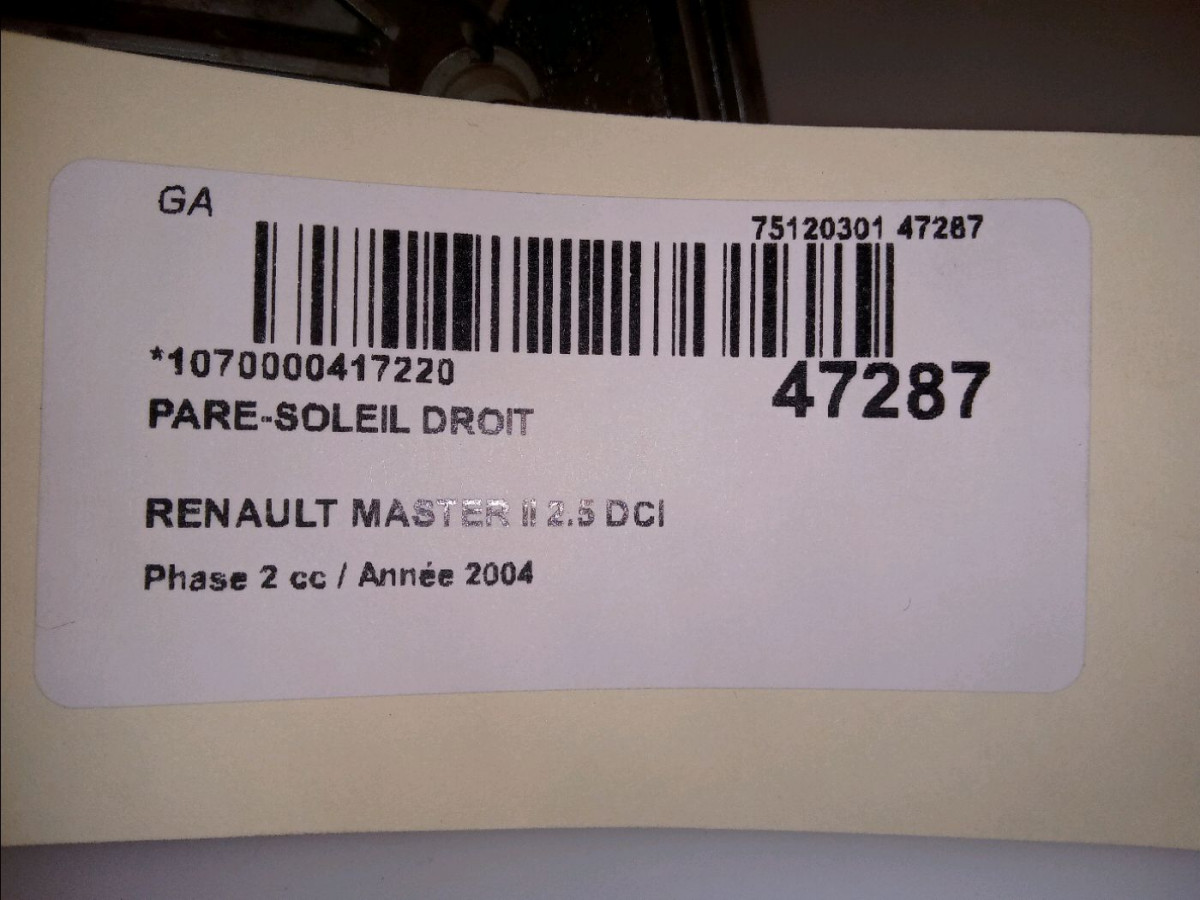 GA
75120301 47287
*1070000417220
47287
PARE-SOLEIL DROIT
RENAULT MASTER II 2.5 DCI
Phase 2 cc / Année 2004